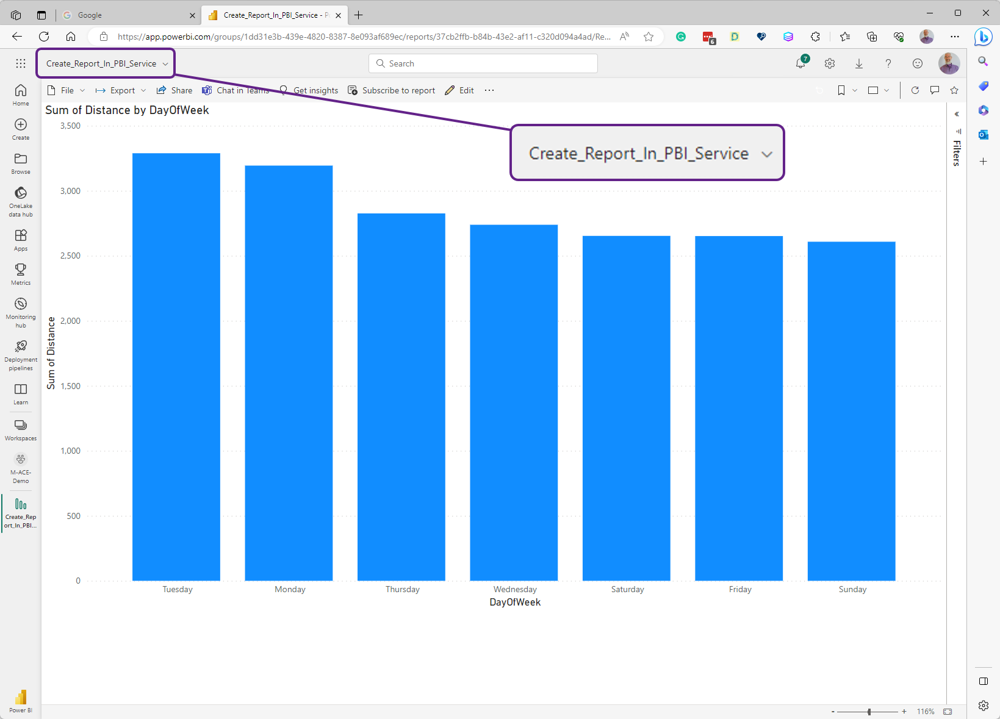 Google
Create_Report_In_PBI_Service - P
https://app.powerbi.com/groups/1dd31e3b-439e-4820-8387-8e093af689ec/reports/37cb2ffb-b84b-43e2-af11-c320d094a4ad/Re...
6
Create_Report_In_PBI_Service
Search
7
File
Export
Share
Chat in Teams
Get insights
Subscribe to report
Edit
Home
Create
Browse
OneLake
data hub
Apps
Metrics
Monitoring
hub
Deployment
pipelines
Learn
Workspaces
M-ACE-
Demo
Create_Rep
ort_In_PBI...
Power BI
Sum of Distance by DayOfWeek
Create_Report_In_PBI_Service
Filters
Sum of Distance
3,500
3,000
2,500
2,000
1,500
1,000
500
0
Tuesday
Monday
Thursday
Wednesday
Saturday
Friday
Sunday
DayOfWeek
- + 116%